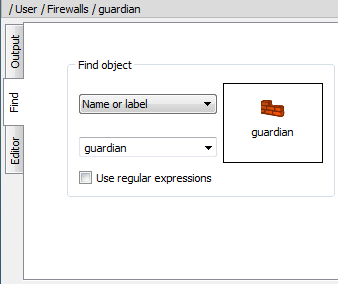 / User / Firewalls / guardian
Output
Find
Editor
Find object
Name or label
guardian
guardian
Use regular expressions